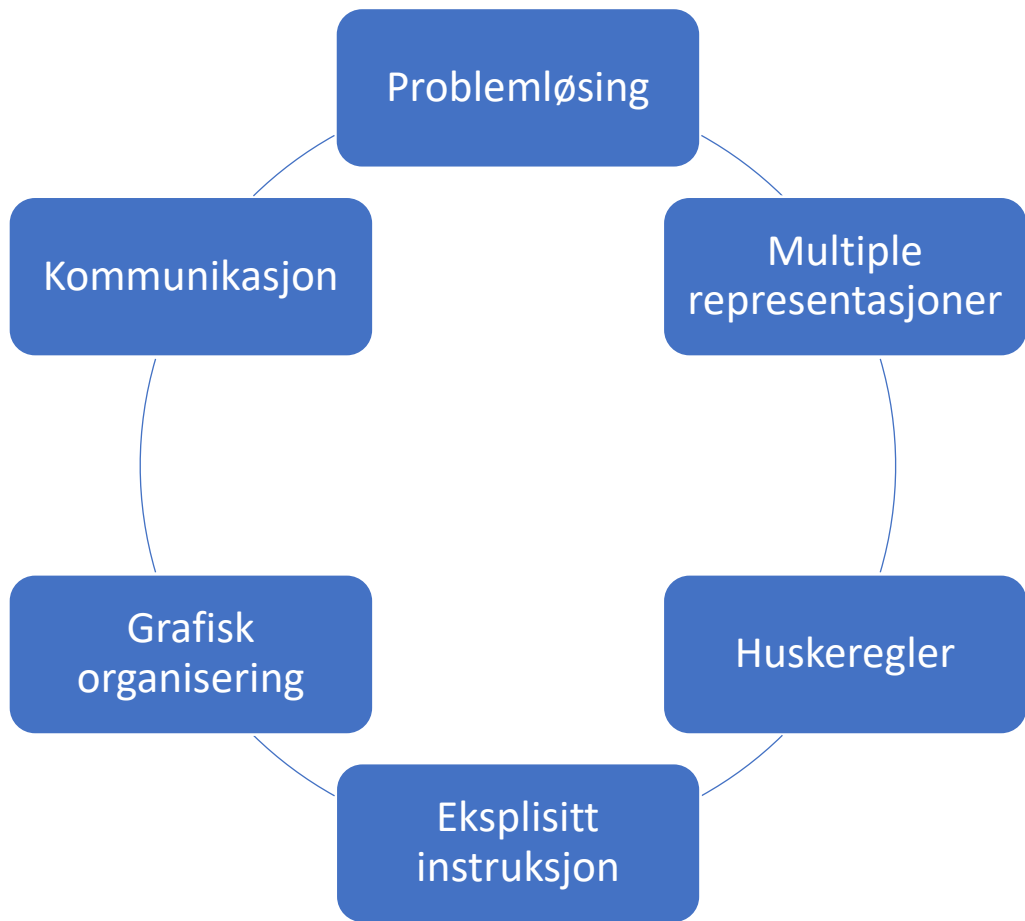 Problemløsing
Multiple
representasjoner
Huskeregler
Eksplisitt
instruksjon
Grafisk
organisering
Kommunikasjon